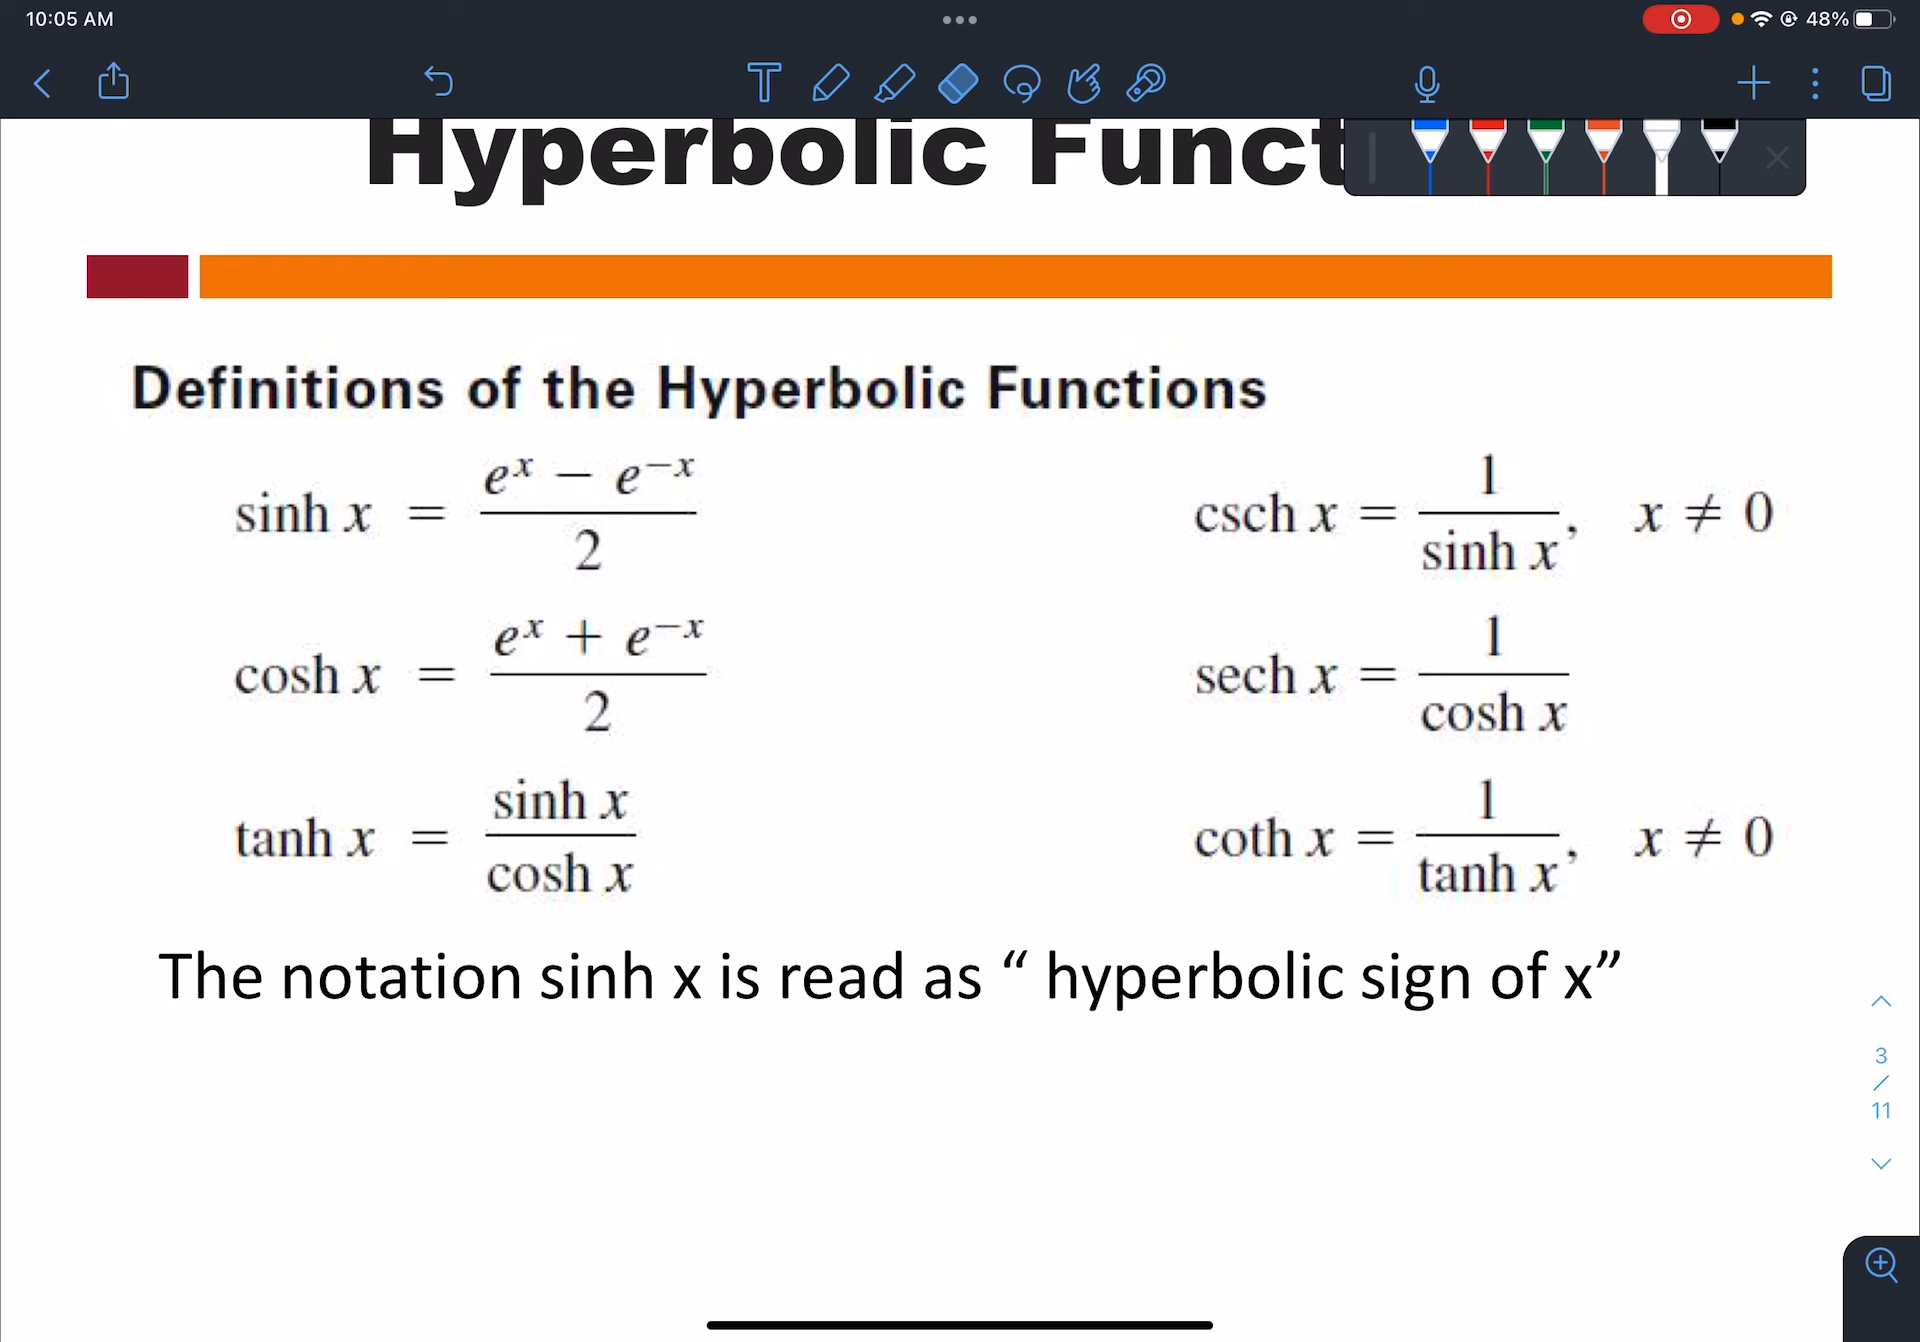 10:05 AM
48%
Hyperbolic Funct
Definitions of the Hyperbolic Functions
sinh x = (e^x − e^−x) / 2
csch x = 1 / sinh x, x ≠ 0
cosh x = (e^x + e^−x) / 2
sech x = 1 / cosh x
tanh x = sinh x / cosh x
coth x = 1 / tanh x, x ≠ 0
The notation sinh x is read as “ hyperbolic sign of x”
3
/
11